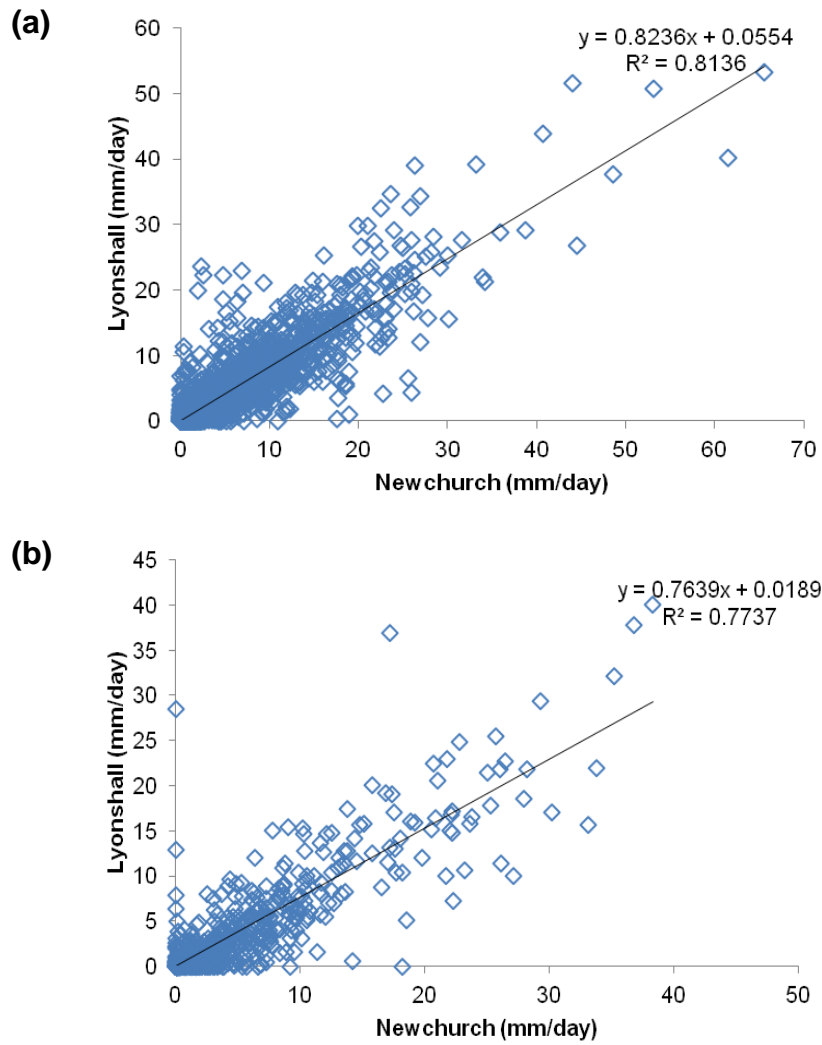 (a)
60
50
40
30
20
10
0
Lyonshall (mm/day)
y = 0.8236x + 0.0554
R² = 0.8136
0 10 20 30 40 50 60 70
Newchurch (mm/day)
(b)
45
40
35
30
25
20
15
10
5
0
Lyonshall (mm/day)
y = 0.7639x + 0.0189
R² = 0.7737
0 10 20 30 40 50
Newchurch (mm/day)